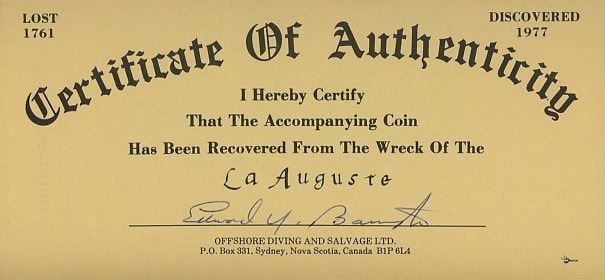 LOST
1761
DISCOVERED
1977
Certificate Of Authenticity
I Hereby Certify
That The Accompanying Coin
Has Been Recovered From The Wreck Of The
La Auguste
OFFSHORE DIVING AND SALVAGE LTD.
P.O. Box 331, Sydney, Nova Scotia, Canada B1P 6L4